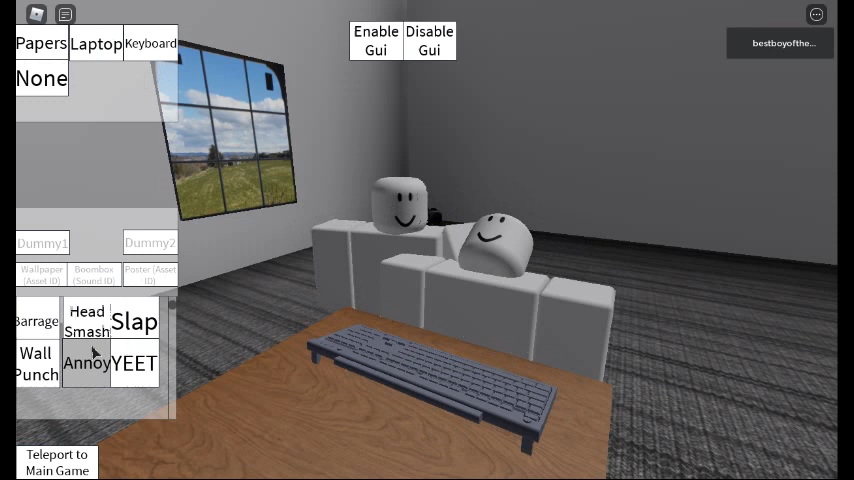 Papers
Laptop
Keyboard
None
Enable
Gui
Disable
Gui
bestboyofthe...
Dummy1
Dummy2
Wallpaper
(Asset ID)
Boombox
(Sound ID)
Poster (Asset
ID)
Barrage
Head
Smash
Slap
Wall
Punch
Annoy
YEET
Teleport to
Main Game